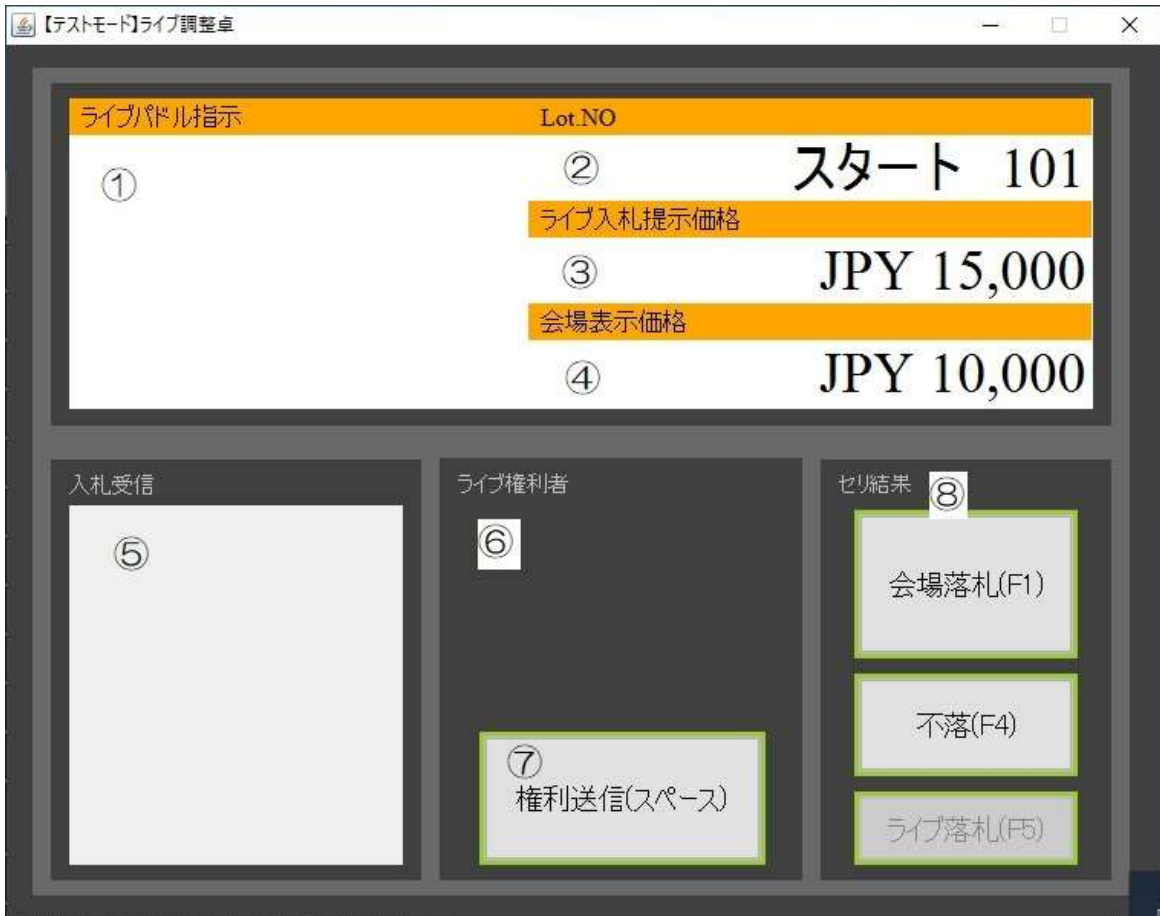 【テストモード】ライブ調整卓
ライブパドル指示
①
Lot.NO
② スタート 101
ライブ入札提示価格
③ JPY 15,000
会場表示価格
④ JPY 10,000
入札受信
⑤
ライブ権利者
⑥
⑦
権利送信(スペース)
セリ結果 ⑧
会場落札(F1)
不落(F4)
ライブ落札(F5)